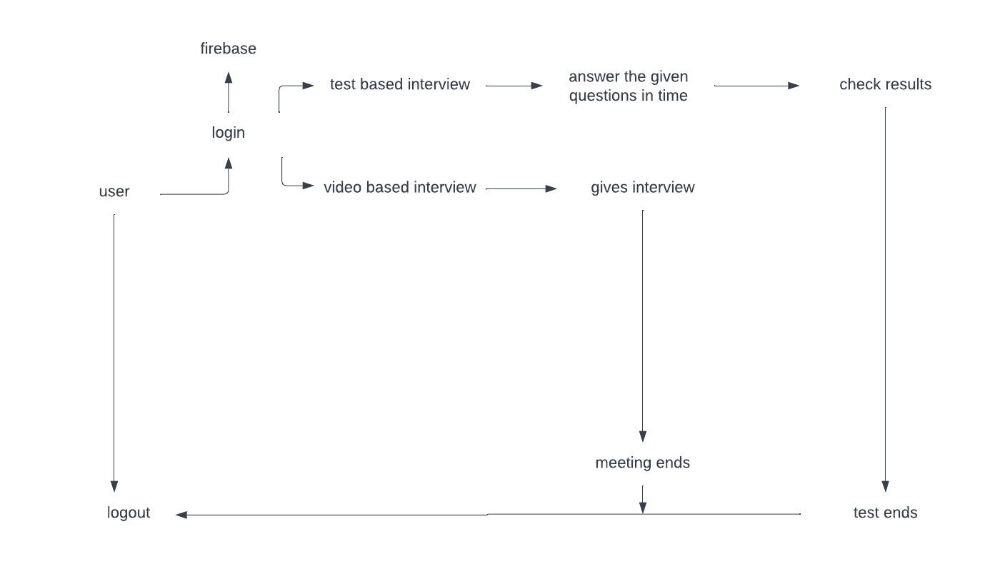 firebase
test based interview
answer the given
questions in time
check results
login
user
video based interview
gives interview
meeting ends
logout
test ends